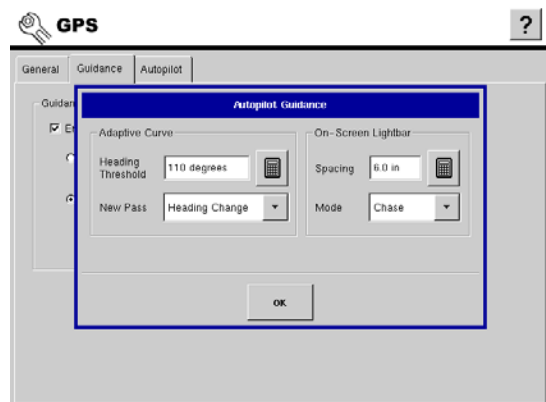 GPS
?
General Guidance Autopilot
Guidan
Autopilot Guidance
Adaptive Curve
On-Screen Lightbar
Heading
Threshold
110 degrees
Spacing
6.0 in
New Pass
Heading Change
Mode
Chase
OK